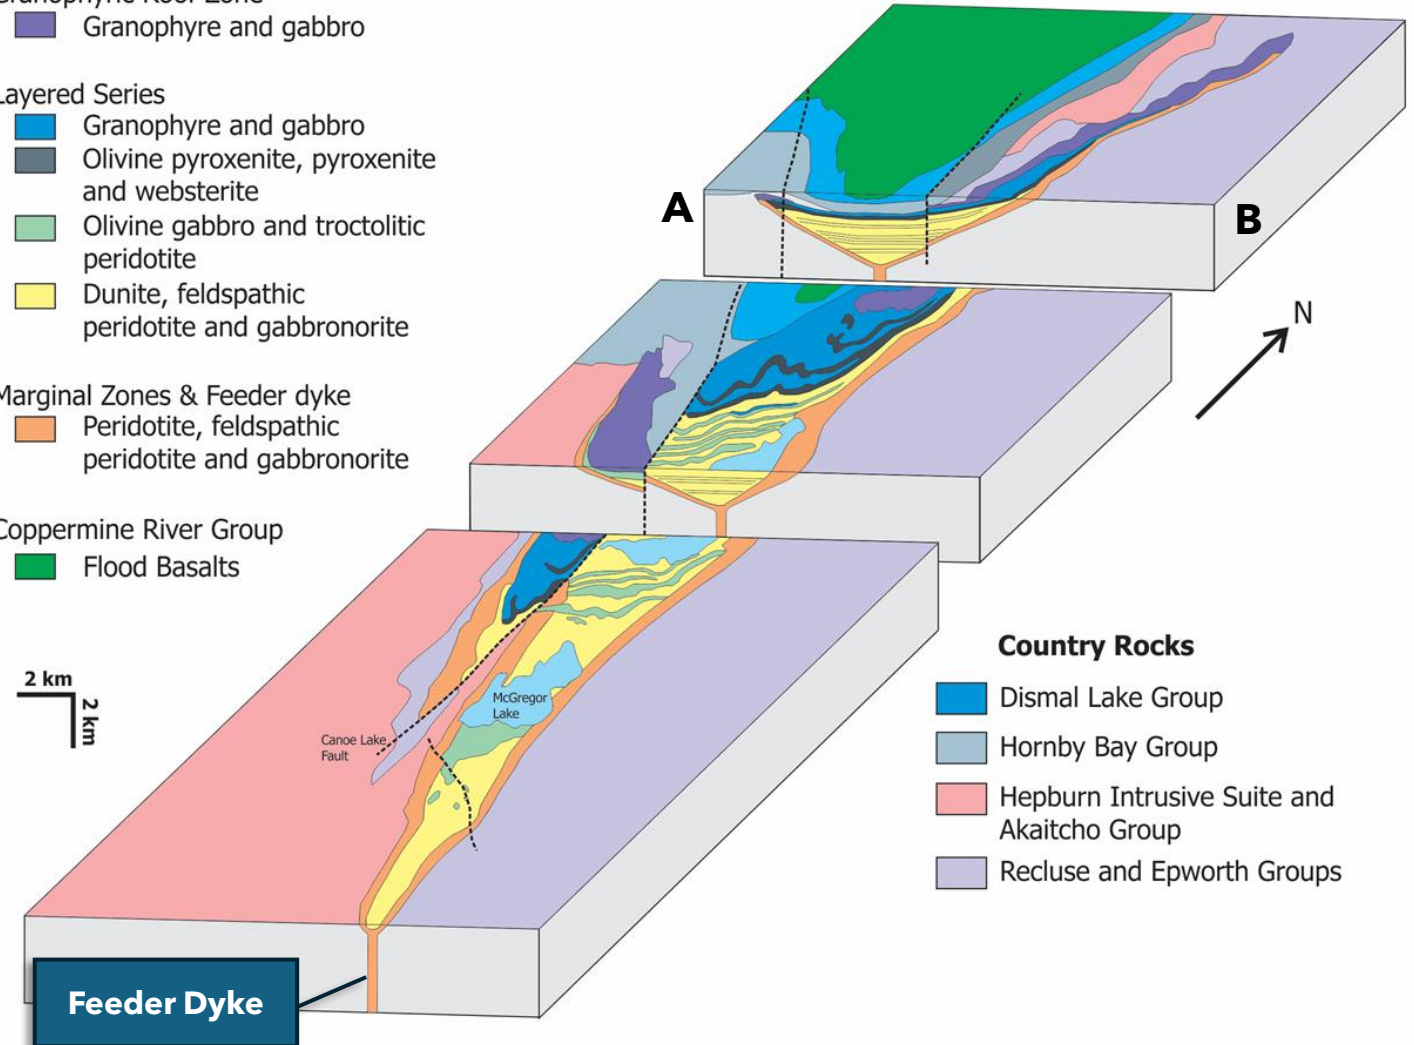 Granophyric Roof Zone
Granophyre and gabbro
Layered Series
Granophyre and gabbro
Olivine pyroxenite, pyroxenite
and websterite
Olivine gabbro and troctolitic
peridotite
Dunite, feldspathic
peridotite and gabbronorite
Marginal Zones & Feeder dyke
Peridotite, feldspathic
peridotite and gabbronorite
Coppermine River Group
Flood Basalts
A
B
N
2 km
2 km
McGregor
Lake
Canoe Lake
Fault
Feeder Dyke
Country Rocks
Dismal Lake Group
Hornby Bay Group
Hepburn Intrusive Suite and
Akaitcho Group
Recluse and Epworth Groups